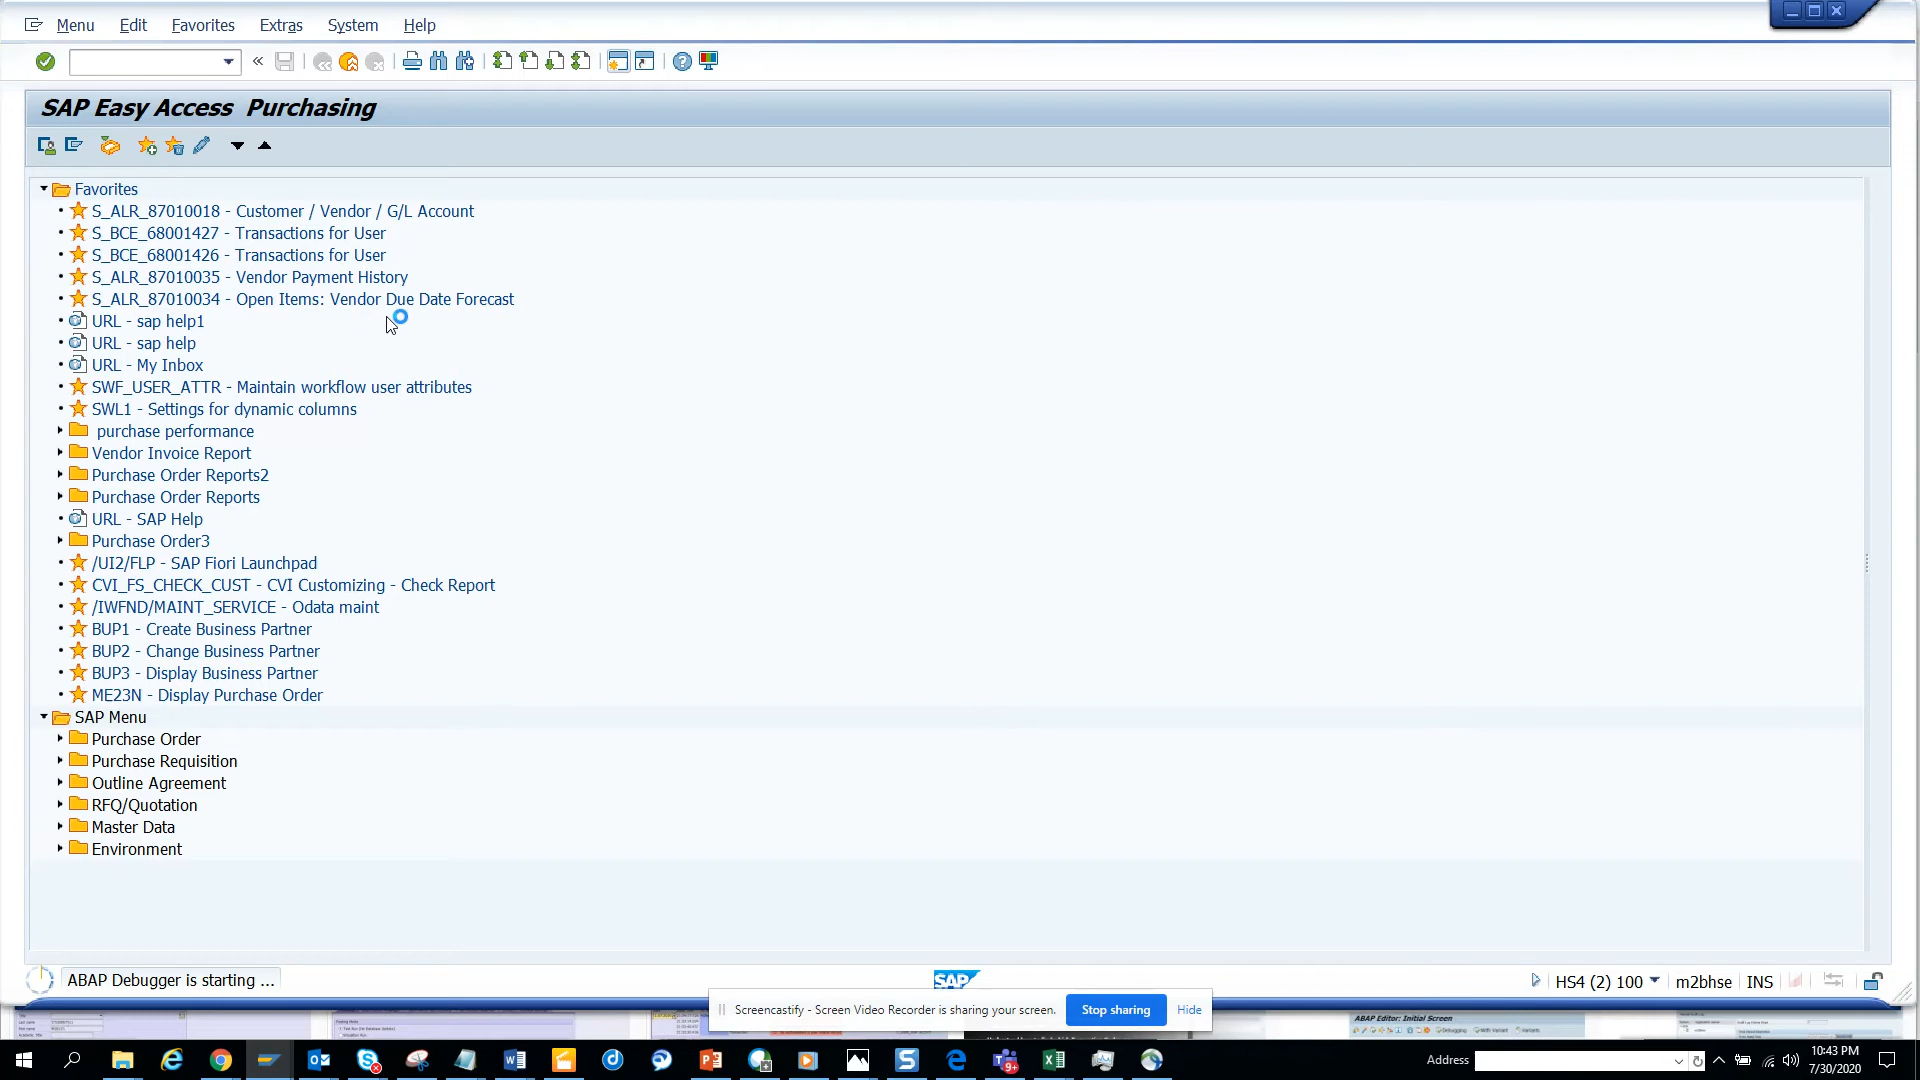 Menu Edit Favorites Extras System Help
SAP Easy Access Purchasing
Favorites
S_ALR_87010018 - Customer / Vendor / G/L Account
S_BCE_68001427 - Transactions for User
S_BCE_68001426 - Transactions for User
S_ALR_87010035 - Vendor Payment History
S_ALR_87010034 - Open Items: Vendor Due Date Forecast
URL - sap help1
URL - sap help
URL - My Inbox
SWF_USER_ATTR - Maintain workflow user attributes
SWL1 - Settings for dynamic columns
purchase performance
Vendor Invoice Report
Purchase Order Reports2
Purchase Order Reports
URL - SAP Help
Purchase Order3
/UI2/FLP - SAP Fiori Launchpad
CVI_FS_CHECK_CUST - CVI Customizing - Check Report
/IWFND/MAINT_SERVICE - Odata maint
BUP1 - Create Business Partner
BUP2 - Change Business Partner
BUP3 - Display Business Partner
ME23N - Display Purchase Order
SAP Menu
Purchase Order
Purchase Requisition
Outline Agreement
RFQ/Quotation
Master Data
Environment
ABAP Debugger is starting ... SAP HS4 (2) 100 m2bhse INS
Screencastify - Screen Video Recorder is sharing your screen. Stop sharing Hide
ABAP Editor: Initial Screen
Address 10:43 PM
7/30/2020